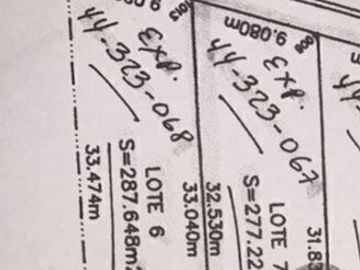 9.080m
EXP.
44-323-068
LOTE 6
S=287.648m2
33.474m
33.040m
EXP.
44-323-067
LOTE 7
S=277.22
32.530m
31.83